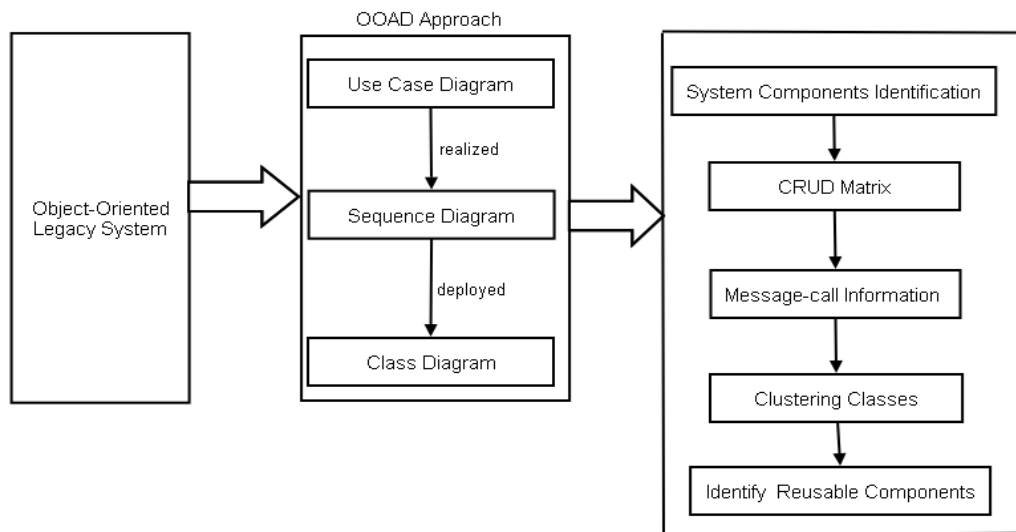 OOAD Approach
Object-Oriented
Legacy System
Use Case Diagram
realized
Sequence Diagram
deployed
Class Diagram
System Components Identification
CRUD Matrix
Message-call Information
Clustering Classes
Identify Reusable Components